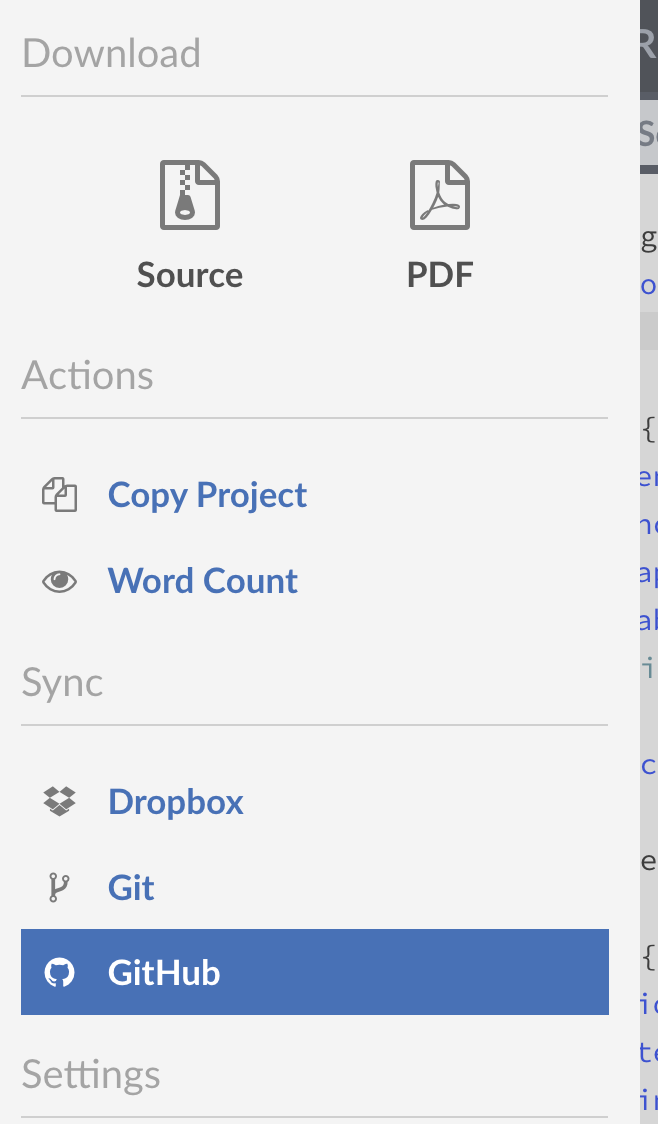 Download
Source PDF
Actions
Copy Project
Word Count
Sync
Dropbox
Git
GitHub
Settings